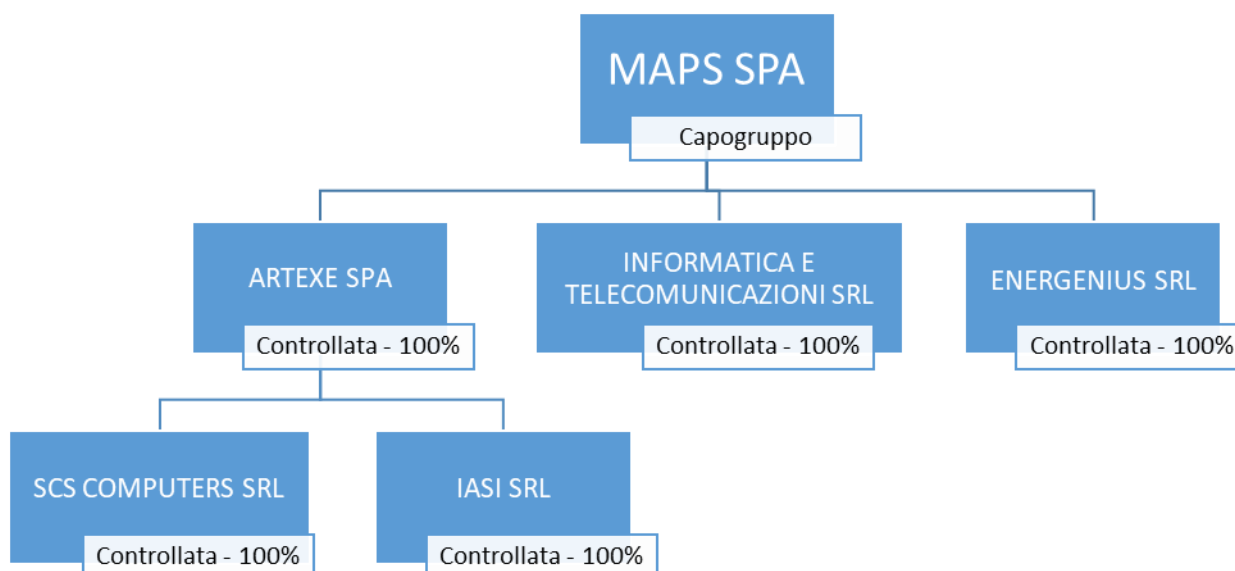 MAPS SPA
Capogruppo
ARTEXE SPA
Controllata - 100%
INFORMATICA E
TELECOMUNICAZIONI SRL
Controllata - 100%
ENERGENIUS SRL
Controllata - 100%
SCS COMPUTERS SRL
Controllata - 100%
IASI SRL
Controllata - 100%